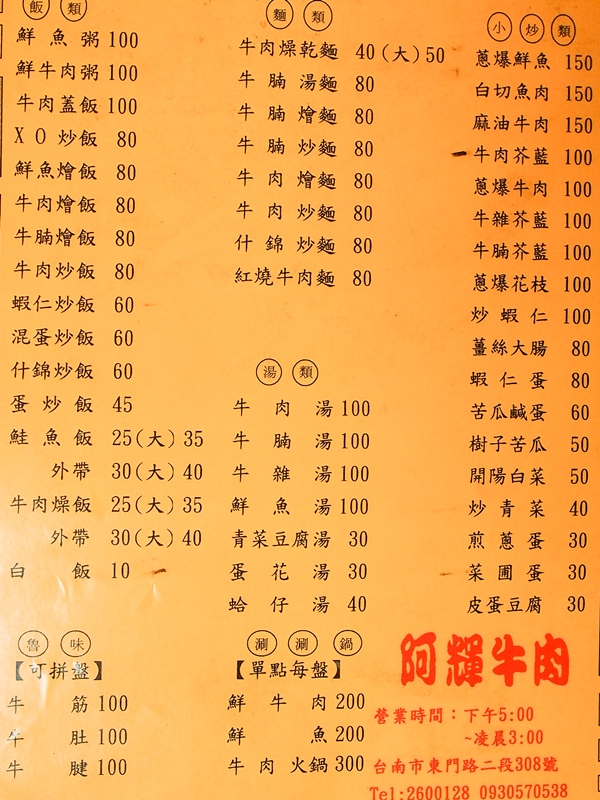 飯 類
鮮魚粥 100
鮮牛肉粥 100
牛肉蓋飯 100
XO炒飯 80
鮮魚燴飯 80
牛肉燴飯 80
牛腩燴飯 80
牛肉炒飯 80
蝦仁炒飯 60
混蛋炒飯 60
什錦炒飯 60
蛋炒飯 45
鮭魚飯 25(大)35
外帶 30(大)40
牛肉燥飯 25(大)35
外帶 30(大)40
白飯 10
魯 味
【可拼盤】
牛筋 100
牛肚 100
牛腱 100
麵 類
牛肉燥乾麵 40(大)50
牛腩湯麵 80
牛腩燴麵 80
牛腩炒麵 80
牛肉燴麵 80
牛肉炒麵 80
什錦炒麵 80
紅燒牛肉麵 80
湯 類
牛肉湯 100
牛腩湯 100
牛雜湯 100
鮮魚湯 100
青菜豆腐湯 30
蛋花湯 30
蛤仔湯 40
涮 涮 鍋
【單點每盤】
鮮牛肉 200
鮮魚 200
牛肉火鍋 300
小 炒 類
蔥爆鮮魚 150
白切魚肉 150
麻油牛肉 150
牛肉芥藍 100
蔥爆牛肉 100
牛雜芥藍 100
牛腩芥藍 100
蔥爆花枝 100
炒蝦仁 100
薑絲大腸 80
蝦仁蛋 80
苦瓜鹹蛋 60
樹子苦瓜 50
開陽白菜 50
炒青菜 40
煎蔥蛋 30
菜圃蛋 30
皮蛋豆腐 30
阿輝牛肉
營業時間：下午5:00
~凌晨3:00
台南市東門路二段308號
Tel:2600128 0930570538